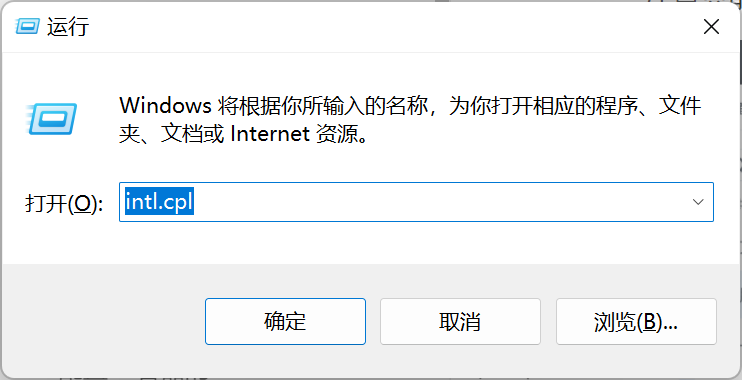 运行
Windows 将根据你所输入的名称，为你打开相应的程序、文件
夹、文档或 Internet 资源。
打开(O): intl.cpl
确定 取消 浏览(B)...